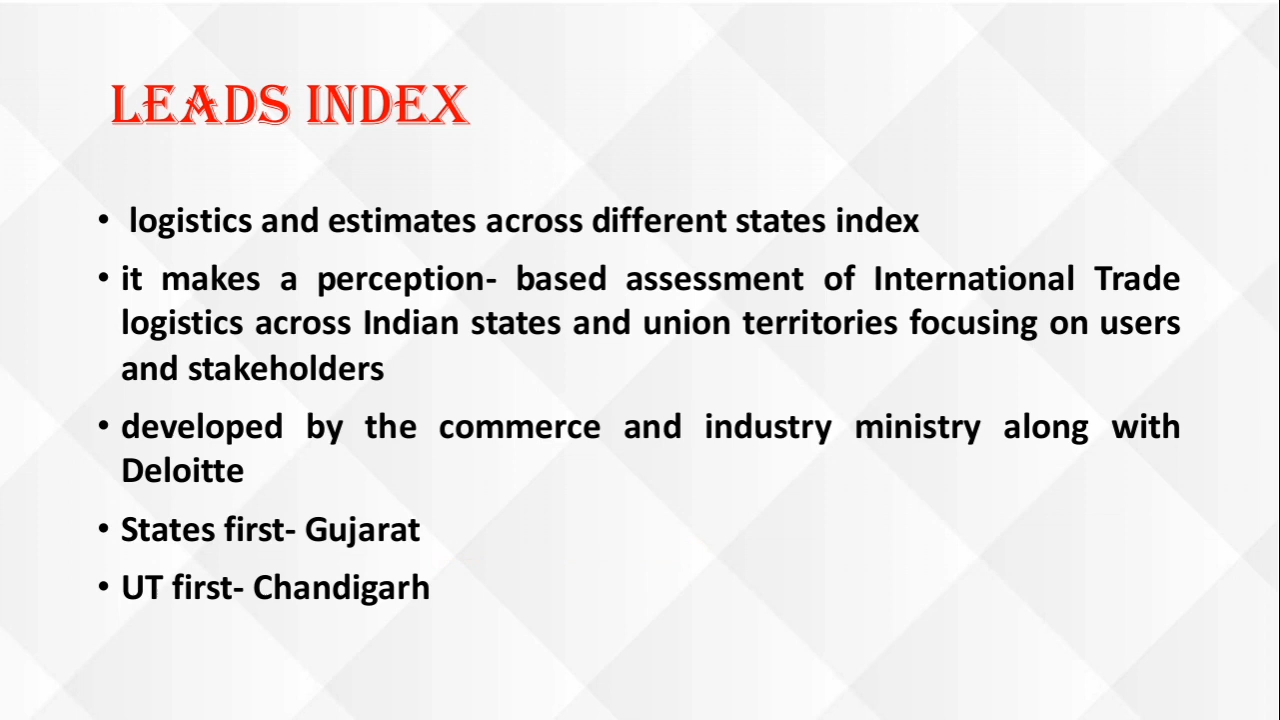 LEADS INDEX
• logistics and estimates across different states index
• it makes a perception- based assessment of International Trade
logistics across Indian states and union territories focusing on users
and stakeholders
• developed by the commerce and industry ministry along with
Deloitte
• States first- Gujarat
• UT first- Chandigarh